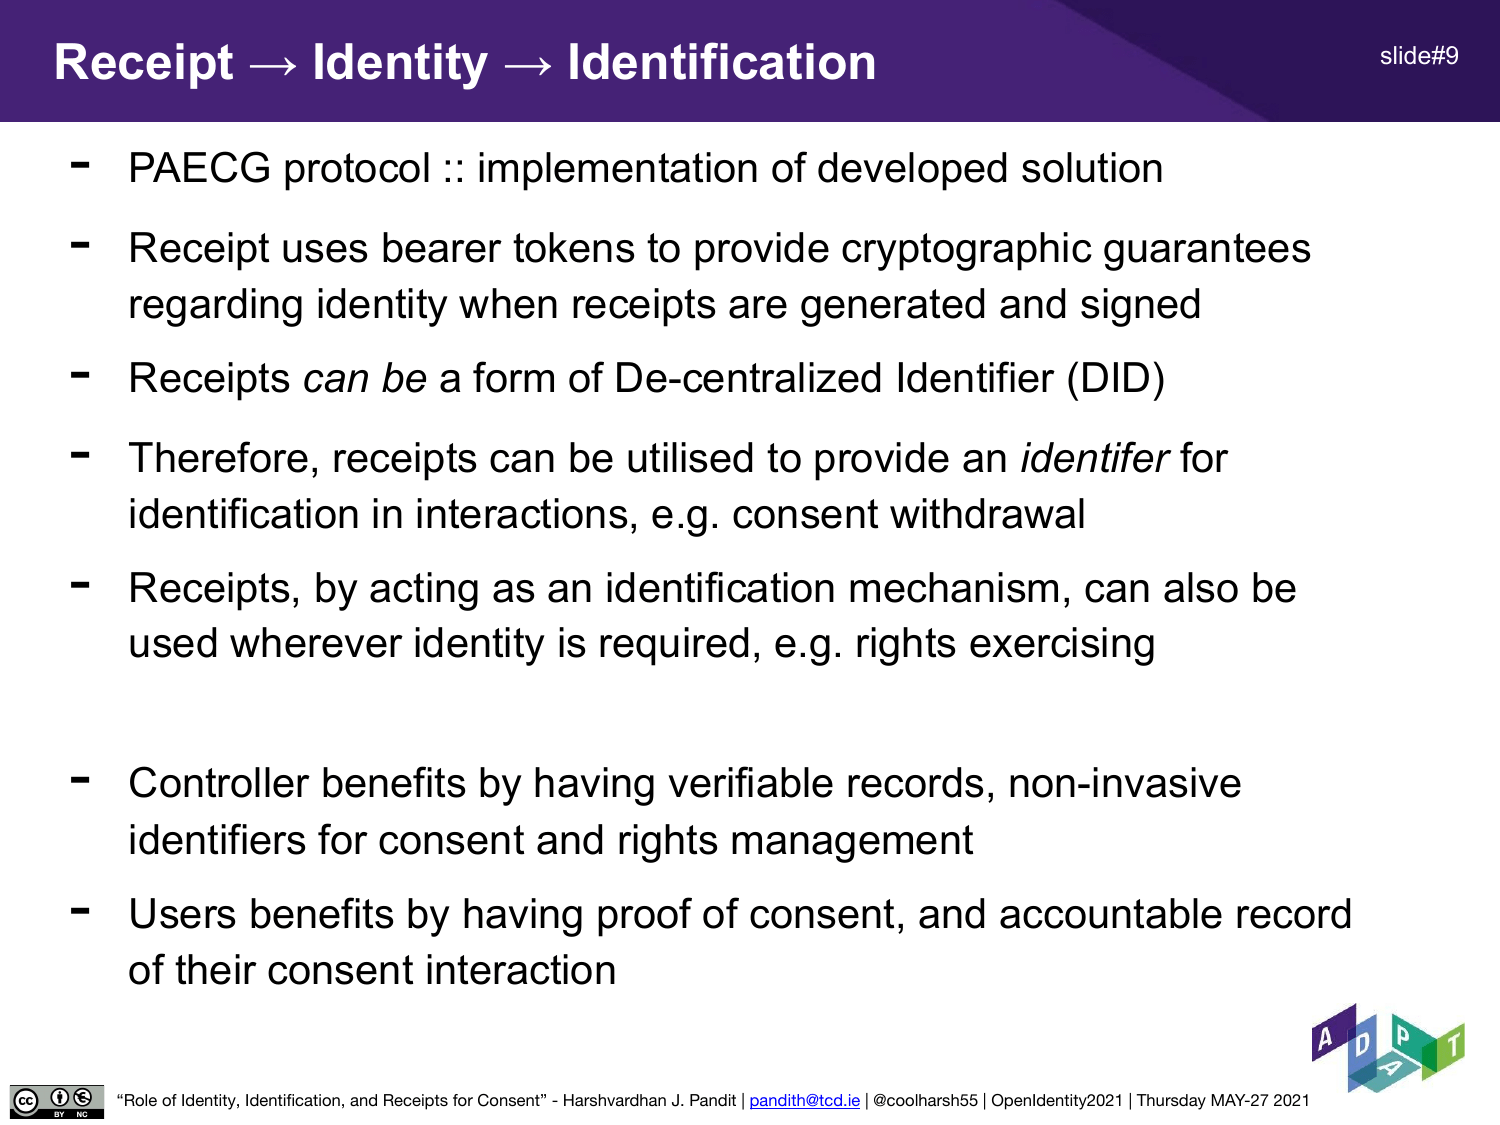 Receipt → Identity → Identification
slide#9
- PAECG protocol :: implementation of developed solution
- Receipt uses bearer tokens to provide cryptographic guarantees
regarding identity when receipts are generated and signed
- Receipts can be a form of De-centralized Identifier (DID)
- Therefore, receipts can be utilised to provide an identifer for
identification in interactions, e.g. consent withdrawal
- Receipts, by acting as an identification mechanism, can also be
used wherever identity is required, e.g. rights exercising
- Controller benefits by having verifiable records, non-invasive
identifiers for consent and rights management
- Users benefits by having proof of consent, and accountable record
of their consent interaction
ADAPT
cc BY NC
“Role of Identity, Identification, and Receipts for Consent” - Harshvardhan J. Pandit | pandith@tcd.ie | @coolharsh55 | OpenIdentity2021 | Thursday MAY-27 2021